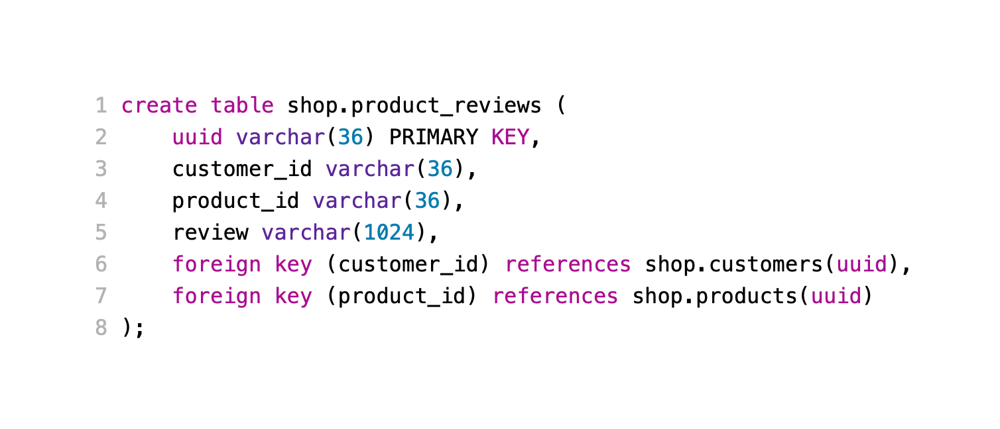 1 create table shop.product_reviews (
2     uuid varchar(36) PRIMARY KEY,
3     customer_id varchar(36),
4     product_id varchar(36),
5     review varchar(1024),
6     foreign key (customer_id) references shop.customers(uuid),
7     foreign key (product_id) references shop.products(uuid)
8 );